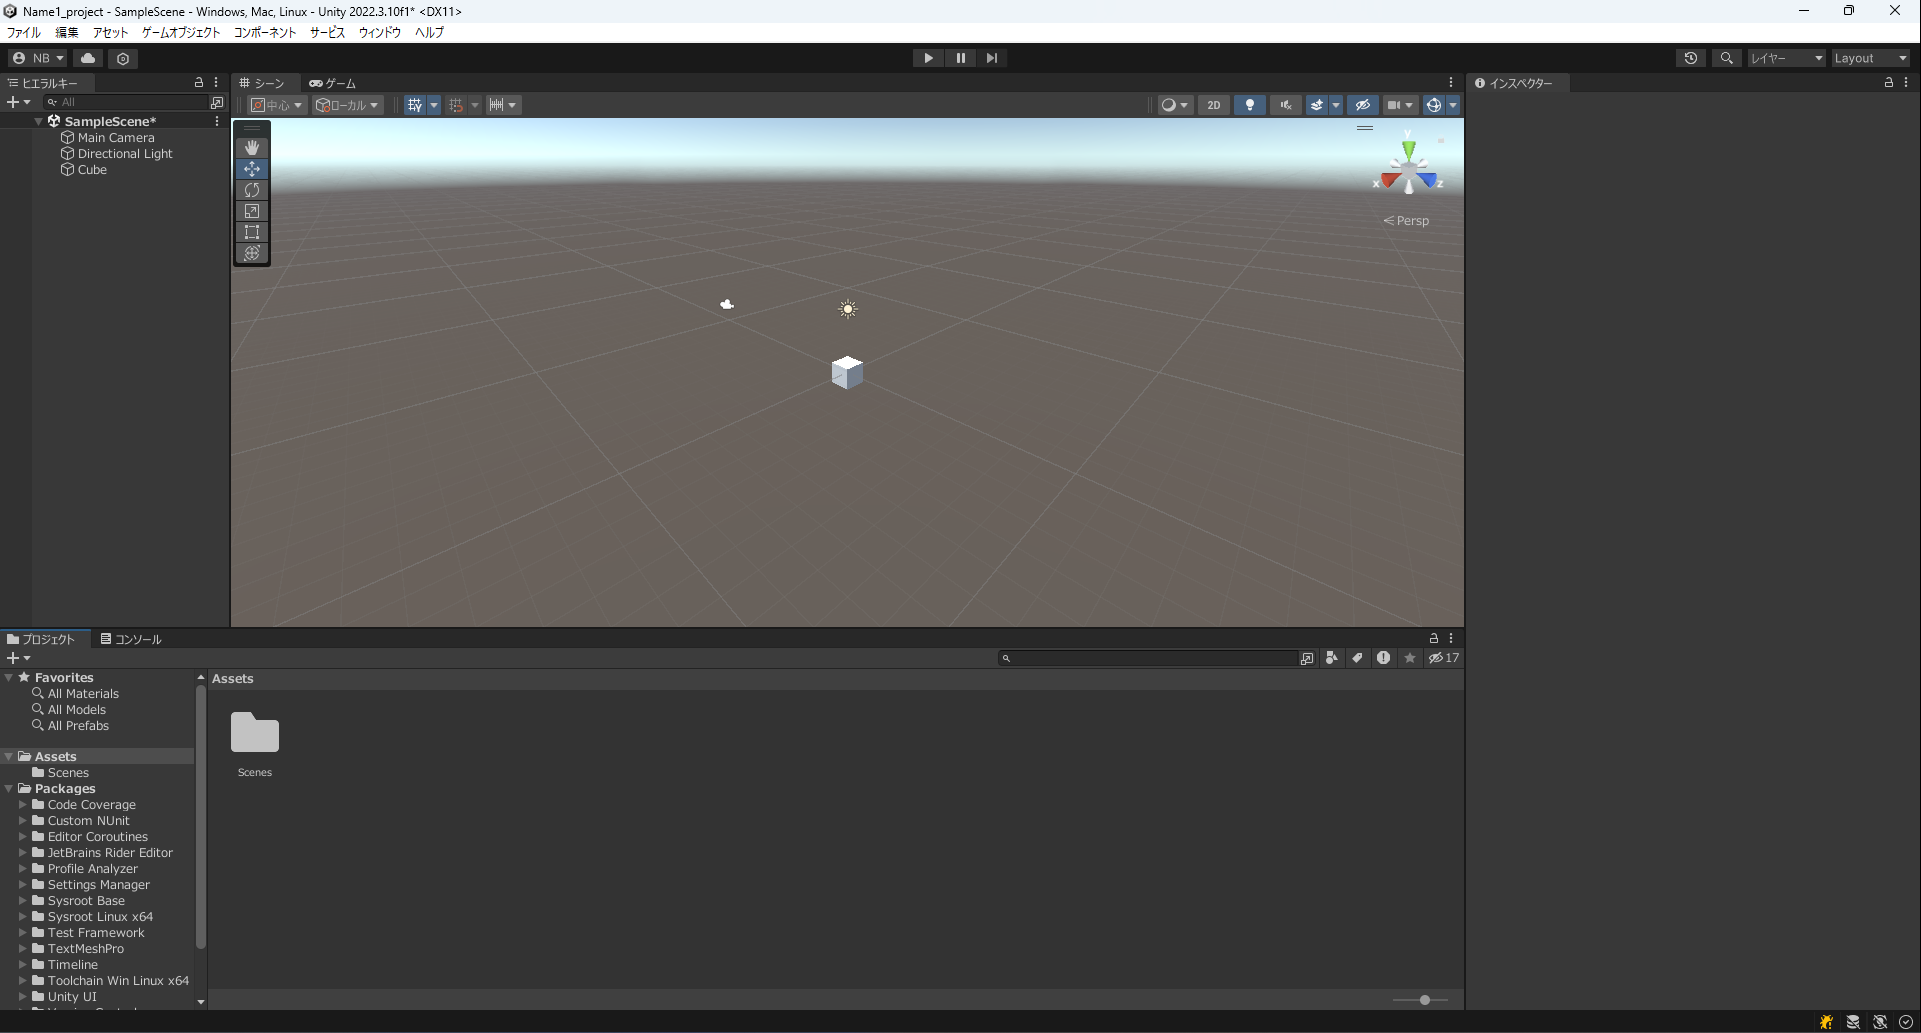 Name1_project - SampleScene - Windows, Mac, Linux - Unity 2022.3.10f1* <DX11>
ファイル 編集 アセット ゲームオブジェクト コンポーネント サービス ウィンドウ ヘルプ
NB
レイヤー
Layout
ヒエラルキー
All
SampleScene*
Main Camera
Directional Light
Cube
シーン
ゲーム
中心
ローカル
2D
y
x
z
Persp
インスペクター
プロジェクト
コンソール
17
Favorites
All Materials
All Models
All Prefabs
Assets
Scenes
Packages
Code Coverage
Custom NUnit
Editor Coroutines
JetBrains Rider Editor
Profile Analyzer
Settings Manager
Sysroot Base
Sysroot Linux x64
Test Framework
TextMeshPro
Timeline
Toolchain Win Linux x64
Unity UI
Assets
Scenes